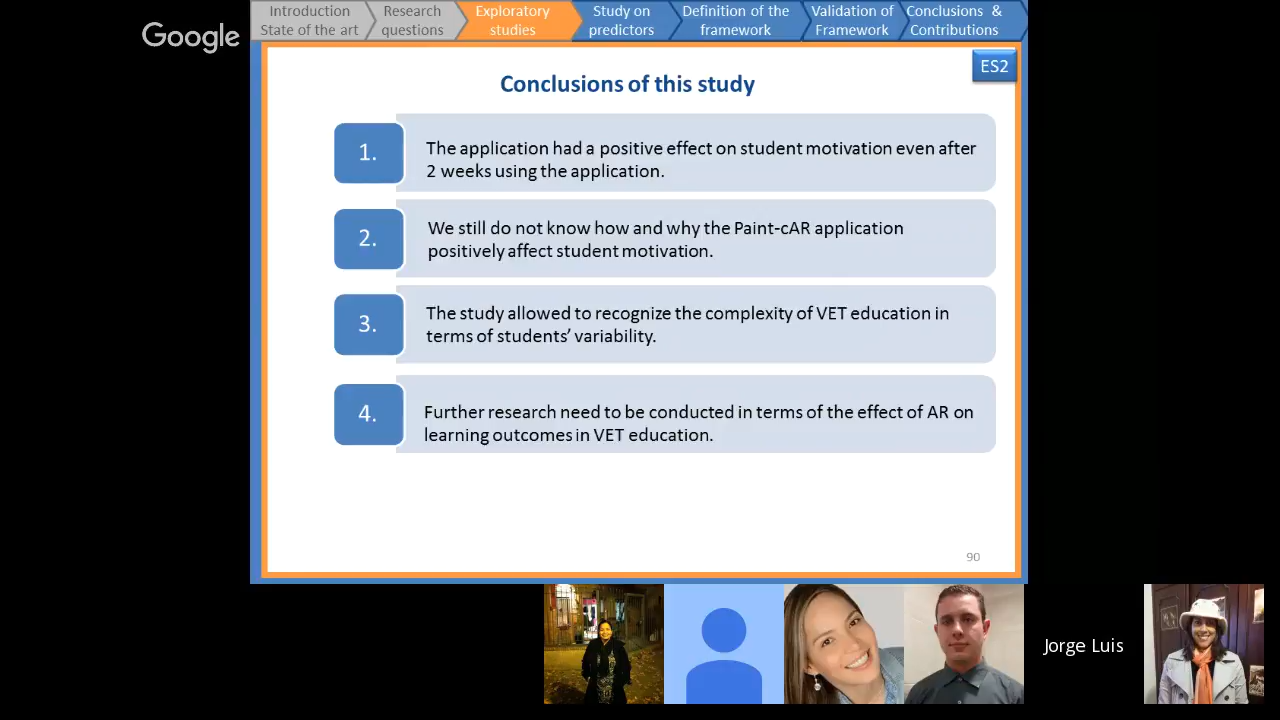 Google
Introduction
State of the art
Research
questions
Exploratory
studies
Study on
predictors
Definition of the
framework
Validation of
Framework
Conclusions &
Contributions
ES2
Conclusions of this study
1.
The application had a positive effect on student motivation even after
2 weeks using the application.
2.
We still do not know how and why the Paint-cAR application
positively affect student motivation.
3.
The study allowed to recognize the complexity of VET education in
terms of students’ variability.
4.
Further research need to be conducted in terms of the effect of AR on
learning outcomes in VET education.
90
Jorge Luis